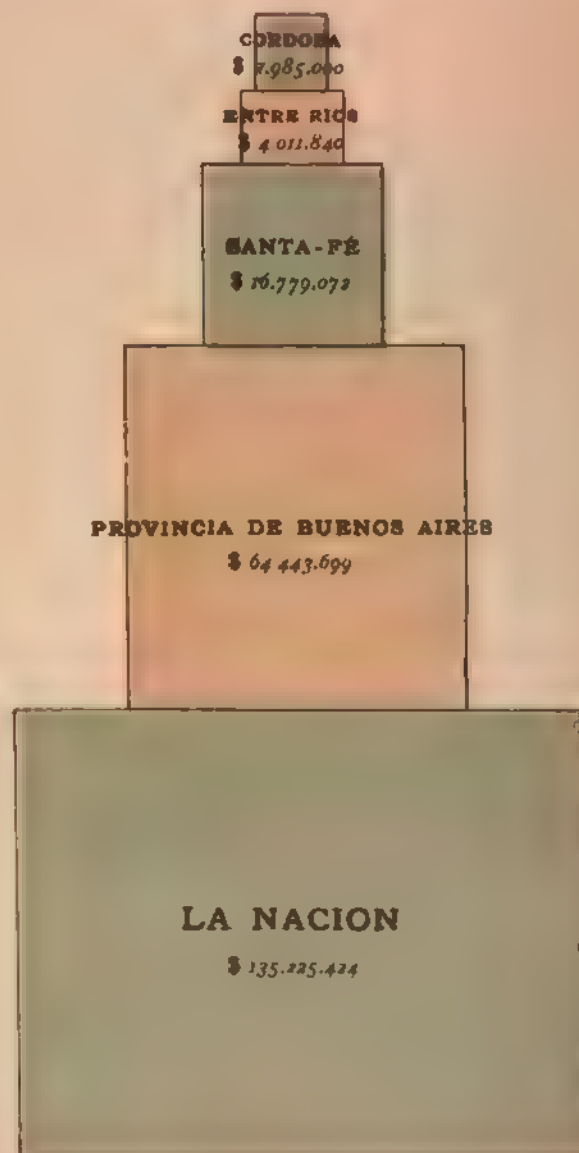 CORDOBA
$ 7.985.000
ENTRE RIOS
$ 4 011.840
SANTA-FÉ
$ 16.779.072
PROVINCIA DE BUENOS AIRES
$ 64 443.699
LA NACION
$ 135.225.424